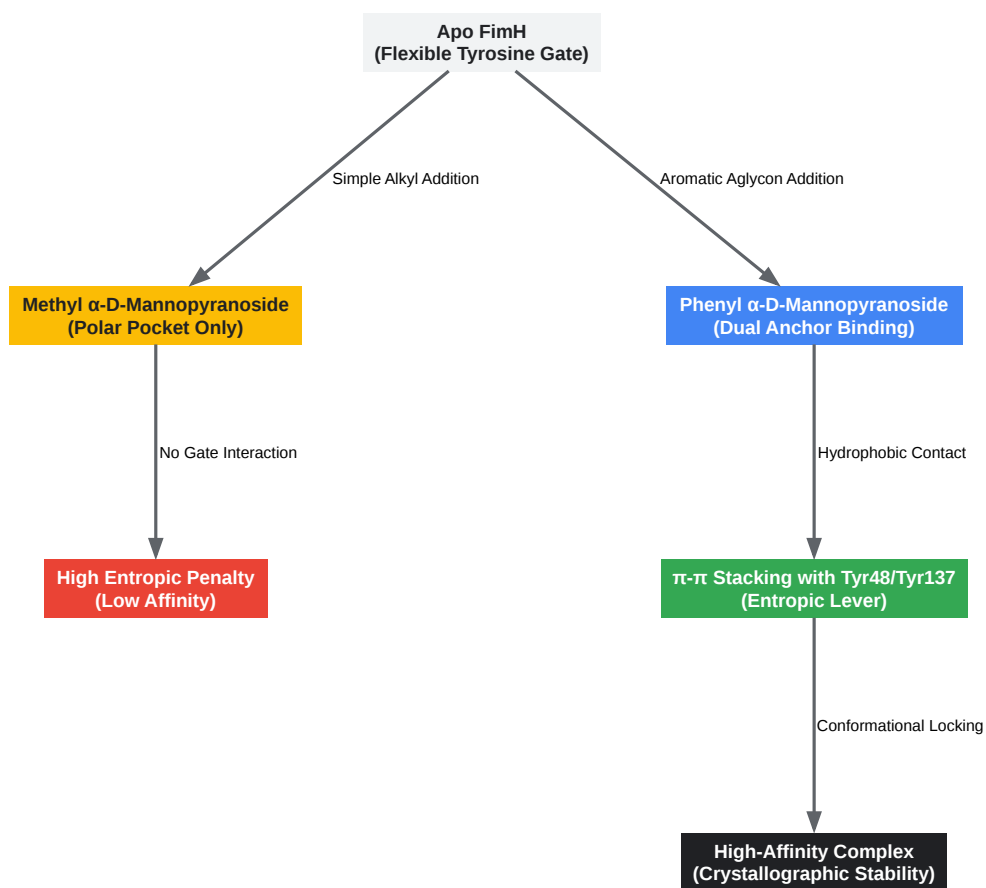 Apo FimH
(Flexible Tyrosine Gate)
Simple Alkyl Addition
Aromatic Aglycon Addition
Methyl α-D-Mannopyranoside
(Polar Pocket Only)
Phenyl α-D-Mannopyranoside
(Dual Anchor Binding)
No Gate Interaction
Hydrophobic Contact
High Entropic Penalty
(Low Affinity)
π-π Stacking with Tyr48/Tyr137
(Entropic Lever)
Conformational Locking
High-Affinity Complex
(Crystallographic Stability)